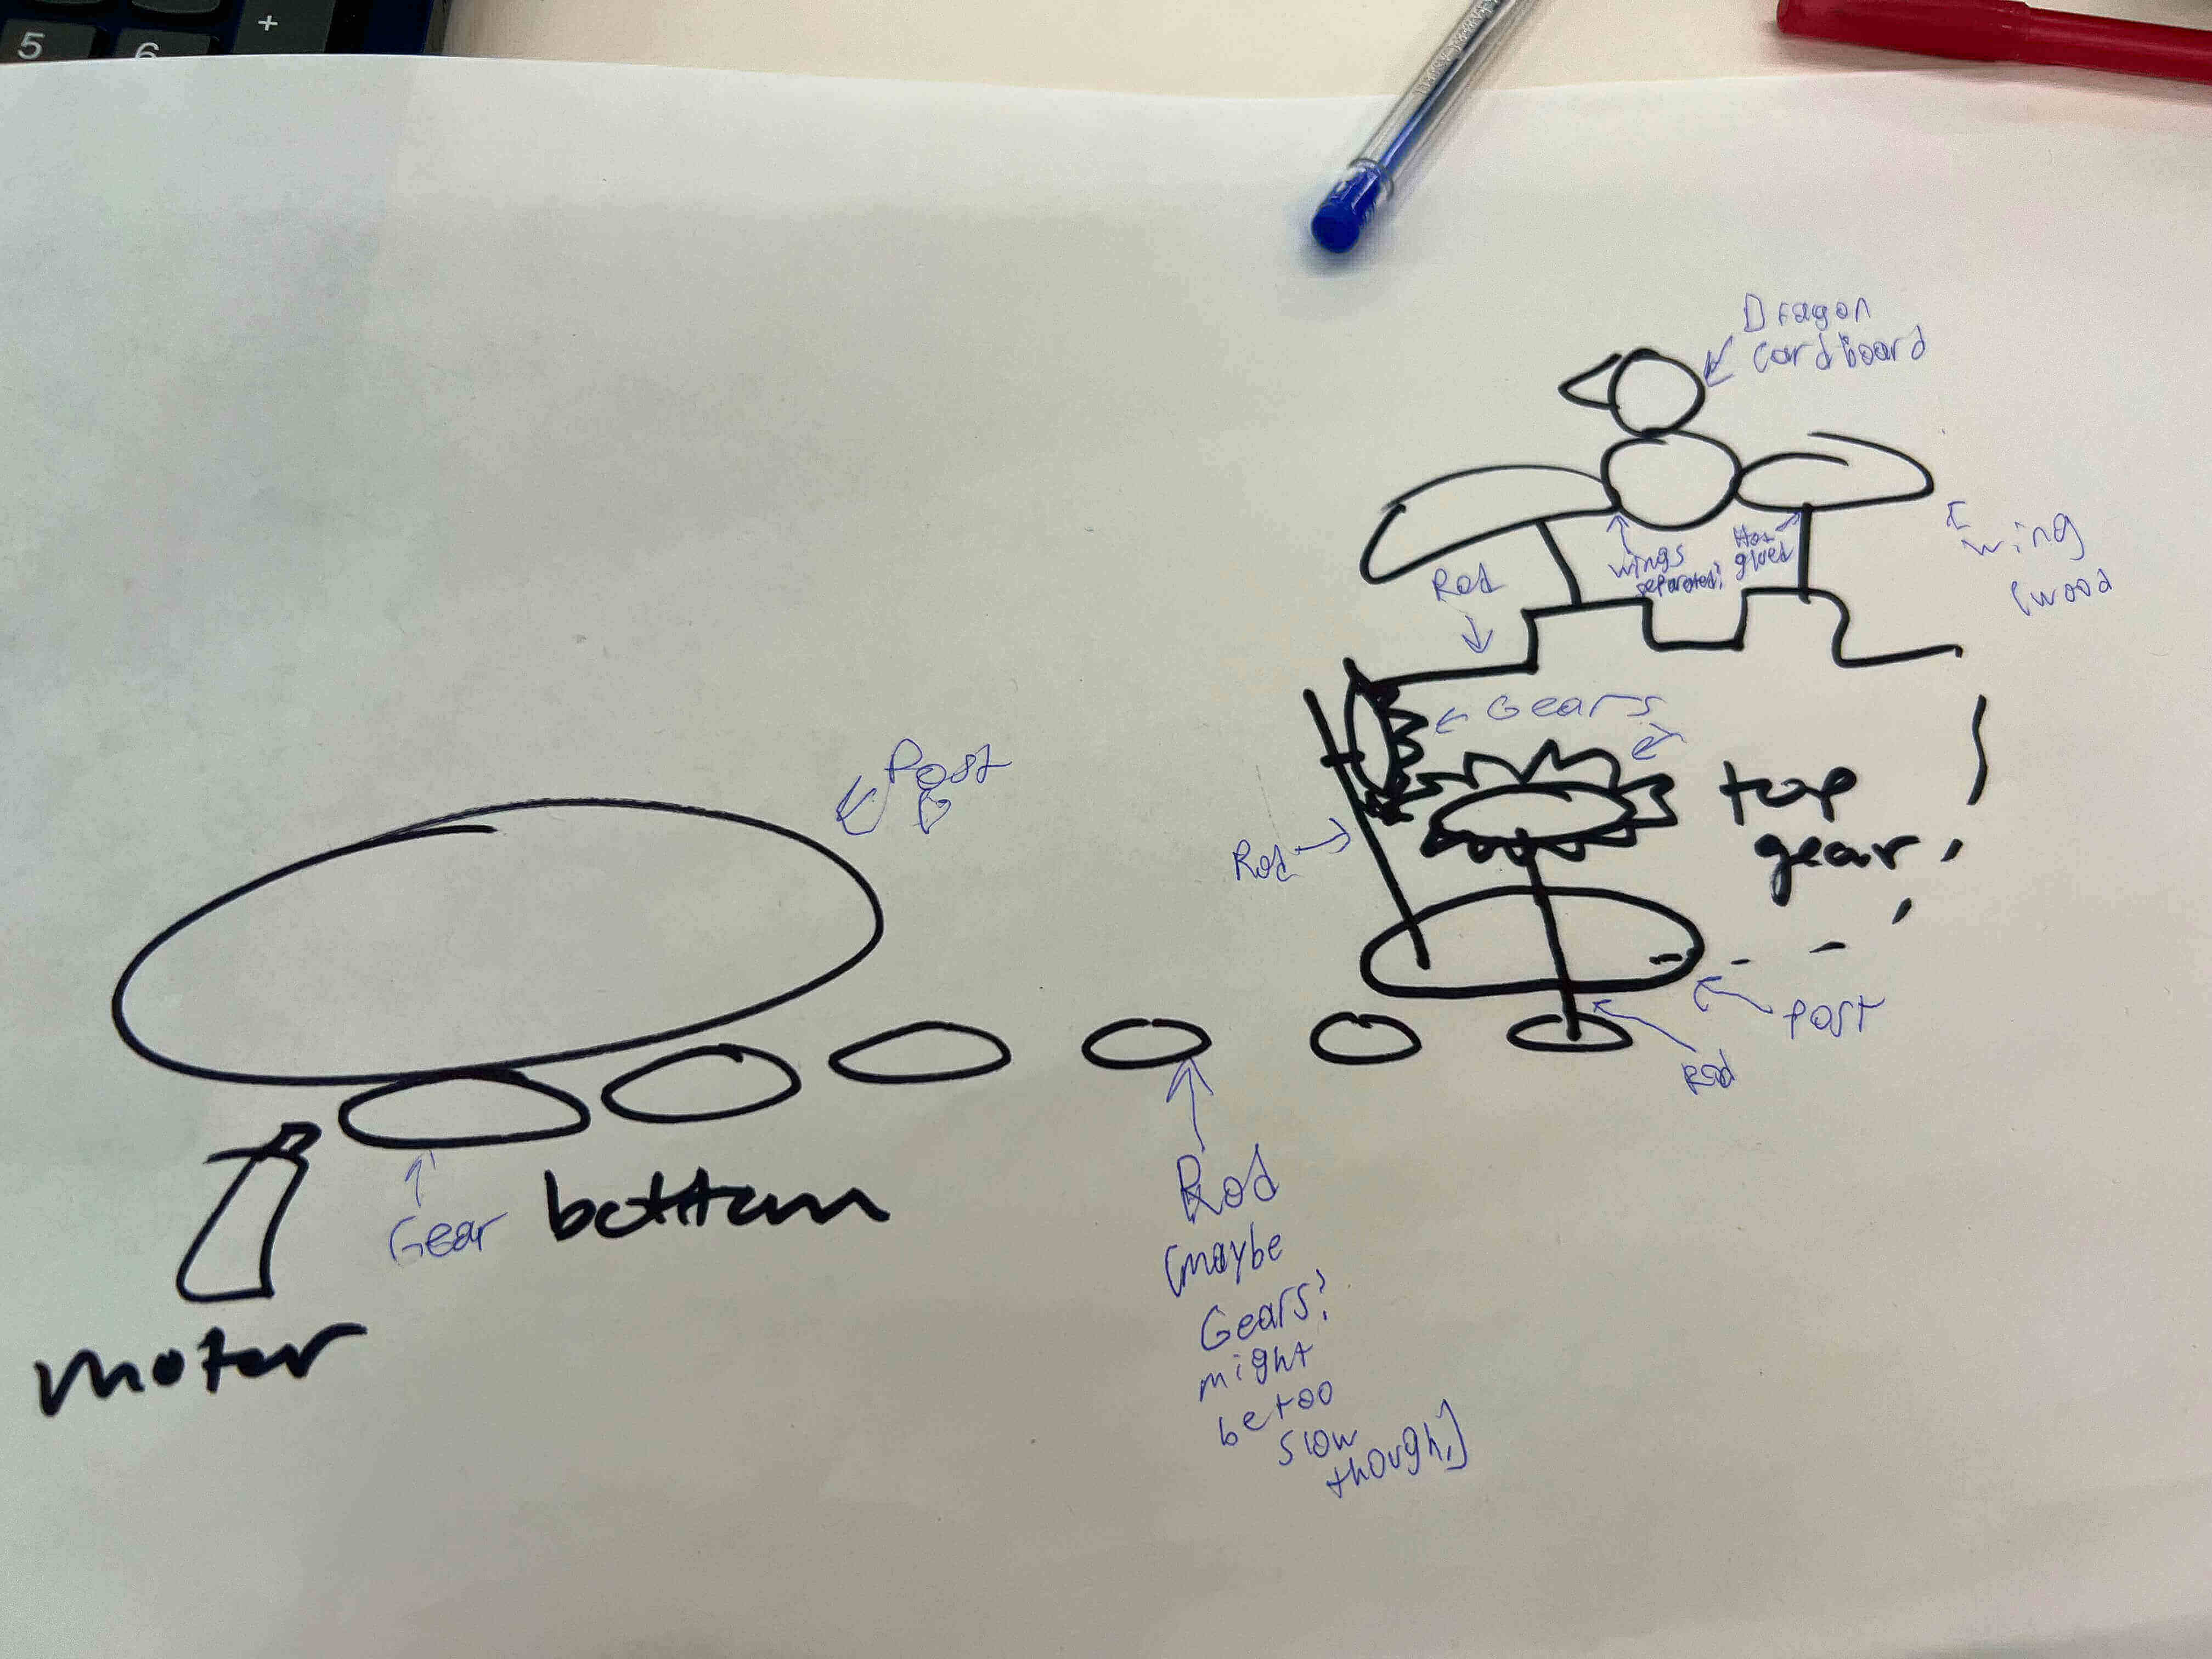 5 6 +
Dragon
cardboard
Wings
separated;
Hot
glued
Wing
(wood
Rod
Gears
top
gear
Post
Rod
Post
Rod
Gear
bottom
Rod
(maybe
Gears?
might
be too
slow
though.)
motor